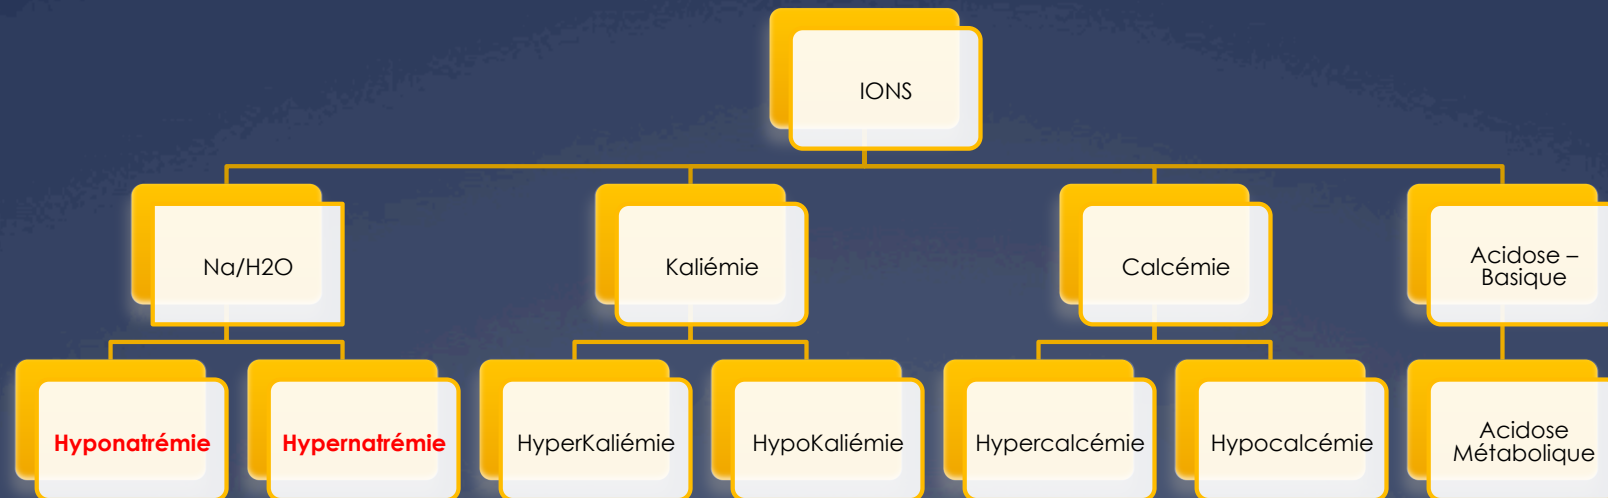 IONS
Na/H2O
Kaliémie
Calcémie
Acidose –
Basique
Hyponatrémie
Hypernatrémie
HyperKaliémie
HypoKaliémie
Hypercalcémie
Hypocalcémie
Acidose
Métabolique